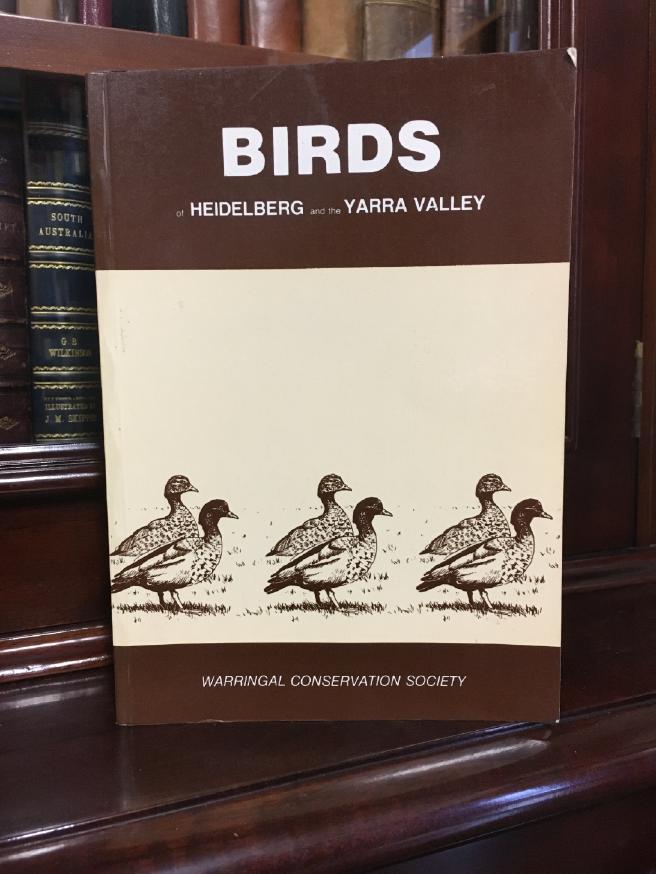 BIRDS
of HEIDELBERG and the YARRA VALLEY
WARRINGAL CONSERVATION SOCIETY
SOUTH
AUSTRALIA
G B
WILKINSON
ILLUSTRATED BY
J. M. SKIPPER